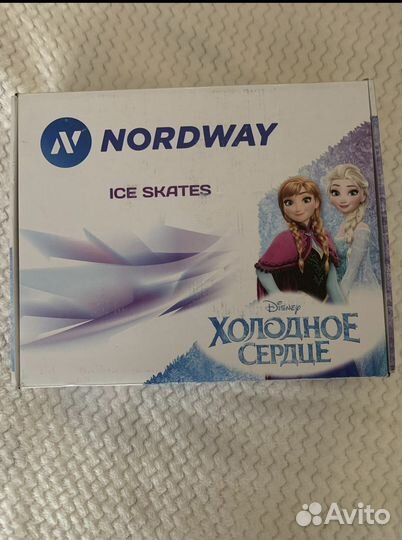 NORDWAY
ICE SKATES
Disney
ХОЛОДНОЕ
СЕРДЦЕ
Avito